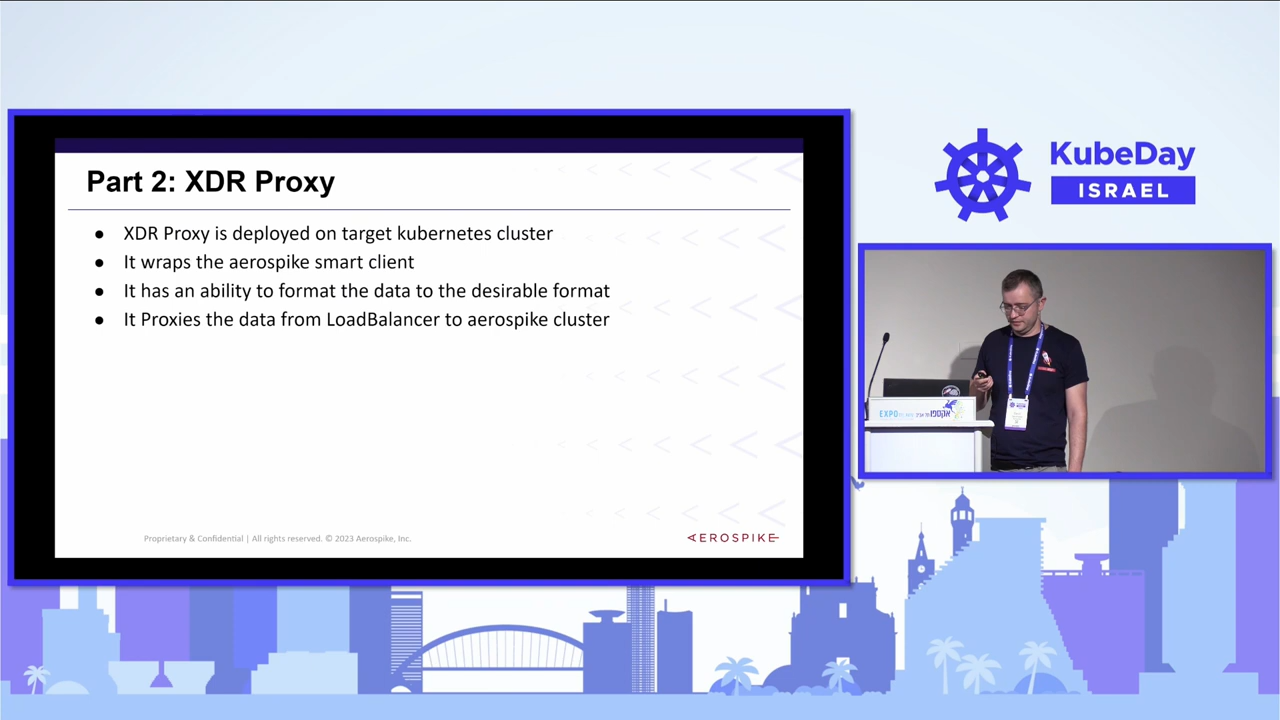 Part 2: XDR Proxy
● XDR Proxy is deployed on target kubernetes cluster
● It wraps the aerospike smart client
● It has an ability to format the data to the desirable format
● It Proxies the data from LoadBalancer to aerospike cluster
Proprietary & Confidential | All rights reserved. © 2023 Aerospike, Inc.
AEROSPIKE
KubeDay
ISRAEL
EXPO
אקספו